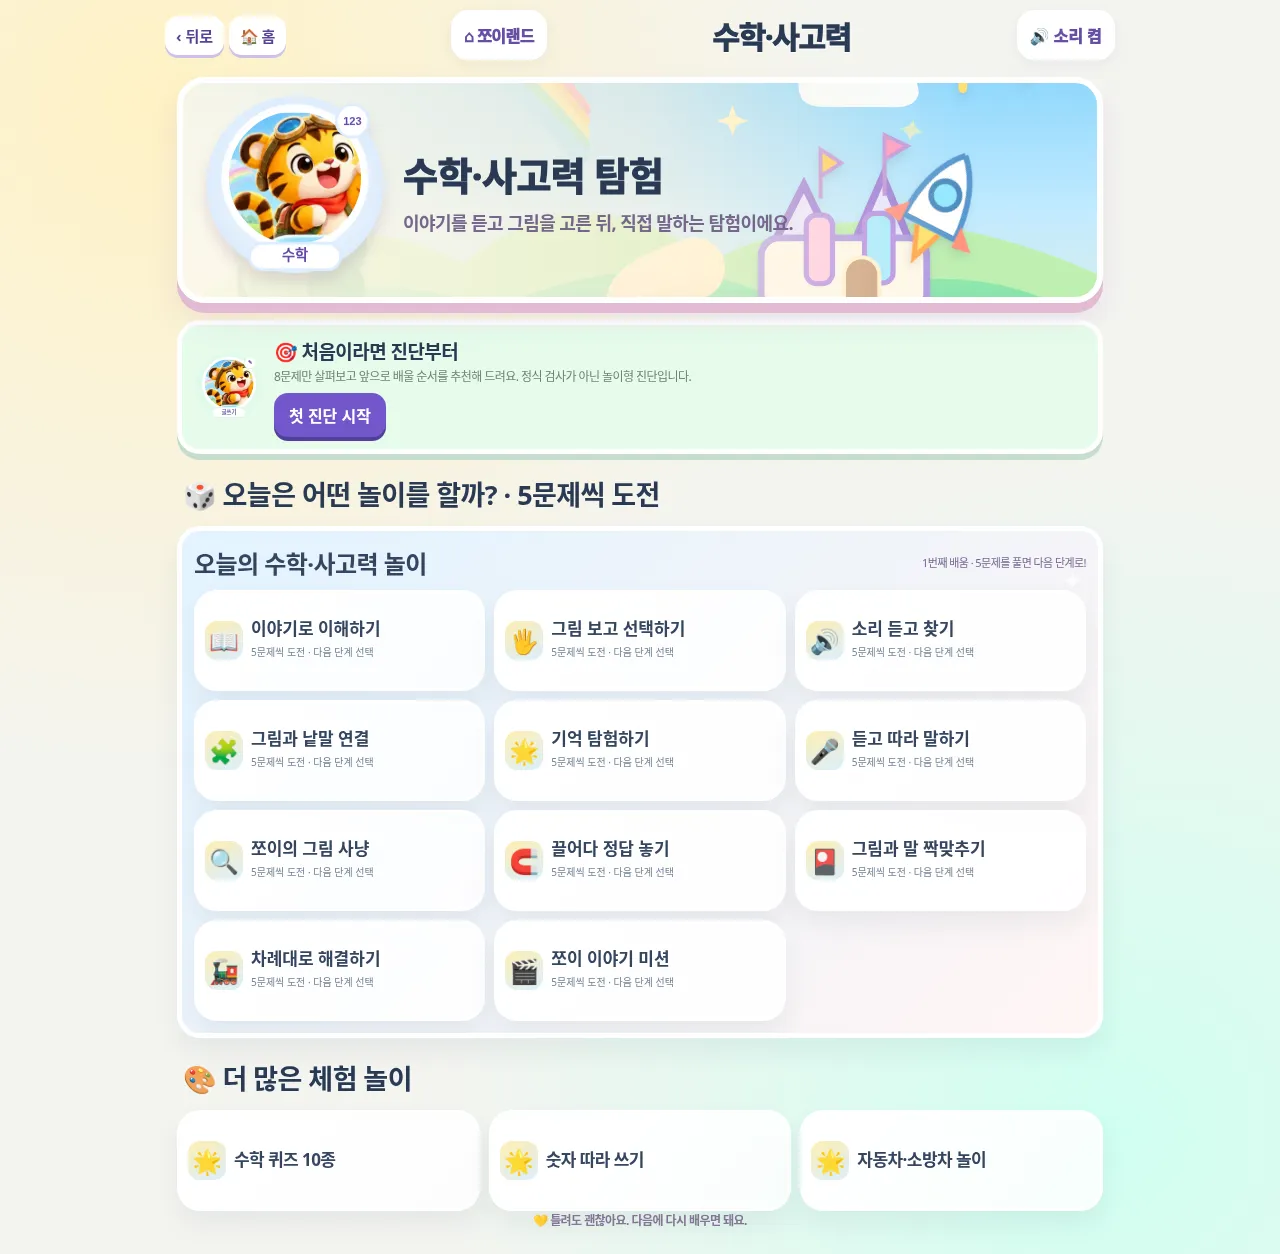 ‹ 뒤로
홈
⌂ 쪼이랜드
수학·사고력
소리 켬
123
수학
수학·사고력 탐험
이야기를 듣고 그림을 고른 뒤, 직접 말하는 탐험이에요.
글쓰기
처음이라면 진단부터
8문제만 살펴보고 앞으로 배울 순서를 추천해 드려요. 정식 검사가 아닌 놀이형 진단입니다.
첫 진단 시작
오늘은 어떤 놀이를 할까? · 5문제씩 도전
오늘의 수학·사고력 놀이
1번째 배움 · 5문제를 풀면 다음 단계로!
이야기로 이해하기
5문제씩 도전 · 다음 단계 선택
그림 보고 선택하기
5문제씩 도전 · 다음 단계 선택
소리 듣고 찾기
5문제씩 도전 · 다음 단계 선택
그림과 낱말 연결
5문제씩 도전 · 다음 단계 선택
기억 탐험하기
5문제씩 도전 · 다음 단계 선택
듣고 따라 말하기
5문제씩 도전 · 다음 단계 선택
쪼이의 그림 사냥
5문제씩 도전 · 다음 단계 선택
끌어다 정답 놓기
5문제씩 도전 · 다음 단계 선택
그림과 말 짝맞추기
5문제씩 도전 · 다음 단계 선택
차례대로 해결하기
5문제씩 도전 · 다음 단계 선택
쪼이 이야기 미션
5문제씩 도전 · 다음 단계 선택
더 많은 체험 놀이
수학 퀴즈 10종
숫자 따라 쓰기
자동차·소방차 놀이
틀려도 괜찮아요. 다음에 다시 배우면 돼요.